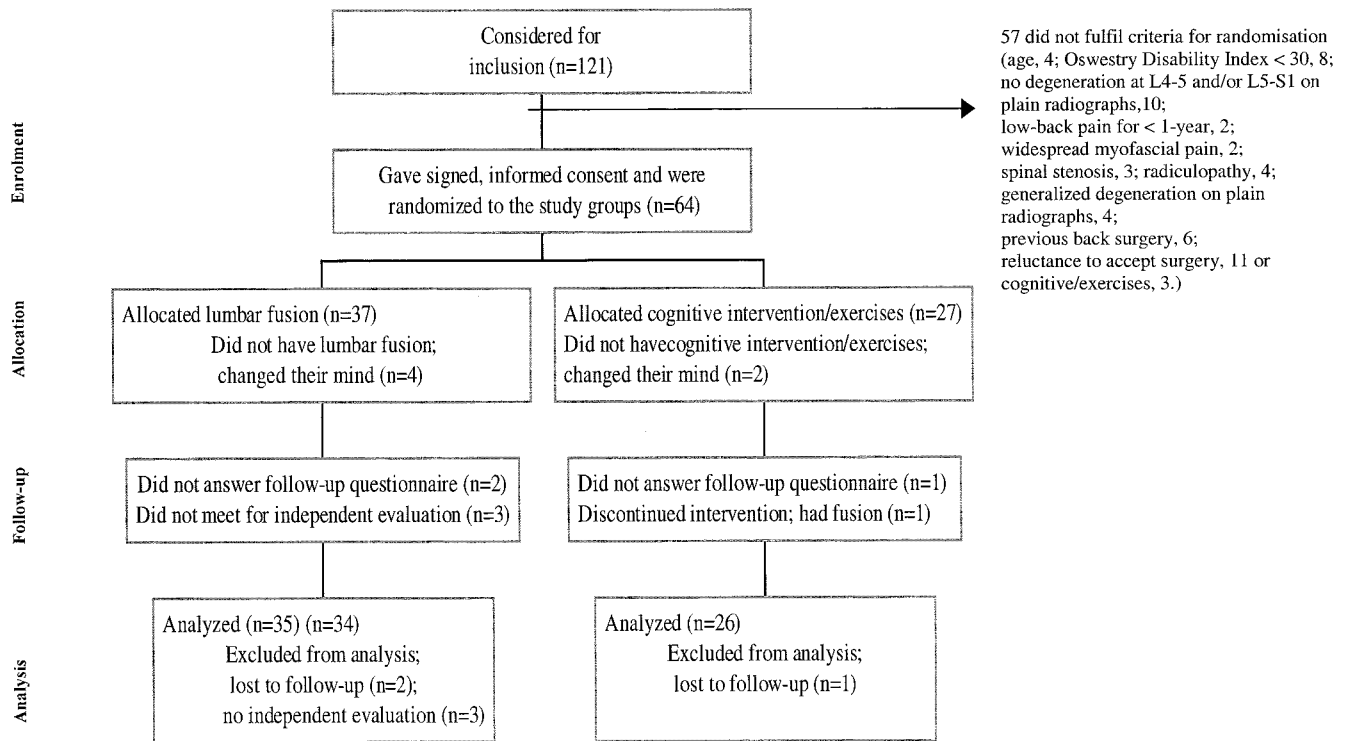 Considered for
inclusion (n=121)
57 did not fulfil criteria for randomisation
(age, 4; Oswestry Disability Index < 30, 8;
no degeneration at L4-5 and/or L5-S1 on
plain radiographs,10;
low-back pain for < 1-year, 2;
widespread myofascial pain, 2;
spinal stenosis, 3; radiculopathy, 4;
generalized degeneration on plain
radiographs, 4;
previous back surgery, 6;
reluctance to accept surgery, 11 or
cognitive/exercises, 3.)
Enrolment
Gave signed, informed consent and were
randomized to the study groups (n=64)
Allocation
Allocated lumbar fusion (n=37)
Did not have lumbar fusion;
changed their mind (n=4)
Allocated cognitive intervention/exercises (n=27)
Did not havecognitive intervention/exercises;
changed their mind (n=2)
Follow-up
Did not answer follow-up questionnaire (n=2)
Did not meet for independent evaluation (n=3)
Did not answer follow-up questionnaire (n=1)
Discontinued intervention; had fusion (n=1)
Analysis
Analyzed (n=35) (n=34)
Excluded from analysis;
lost to follow-up (n=2);
no independent evaluation (n=3)
Analyzed (n=26)
Excluded from analysis;
lost to follow-up (n=1)